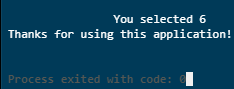 You selected 6
Thanks for using this application!
Process exited with code: 0